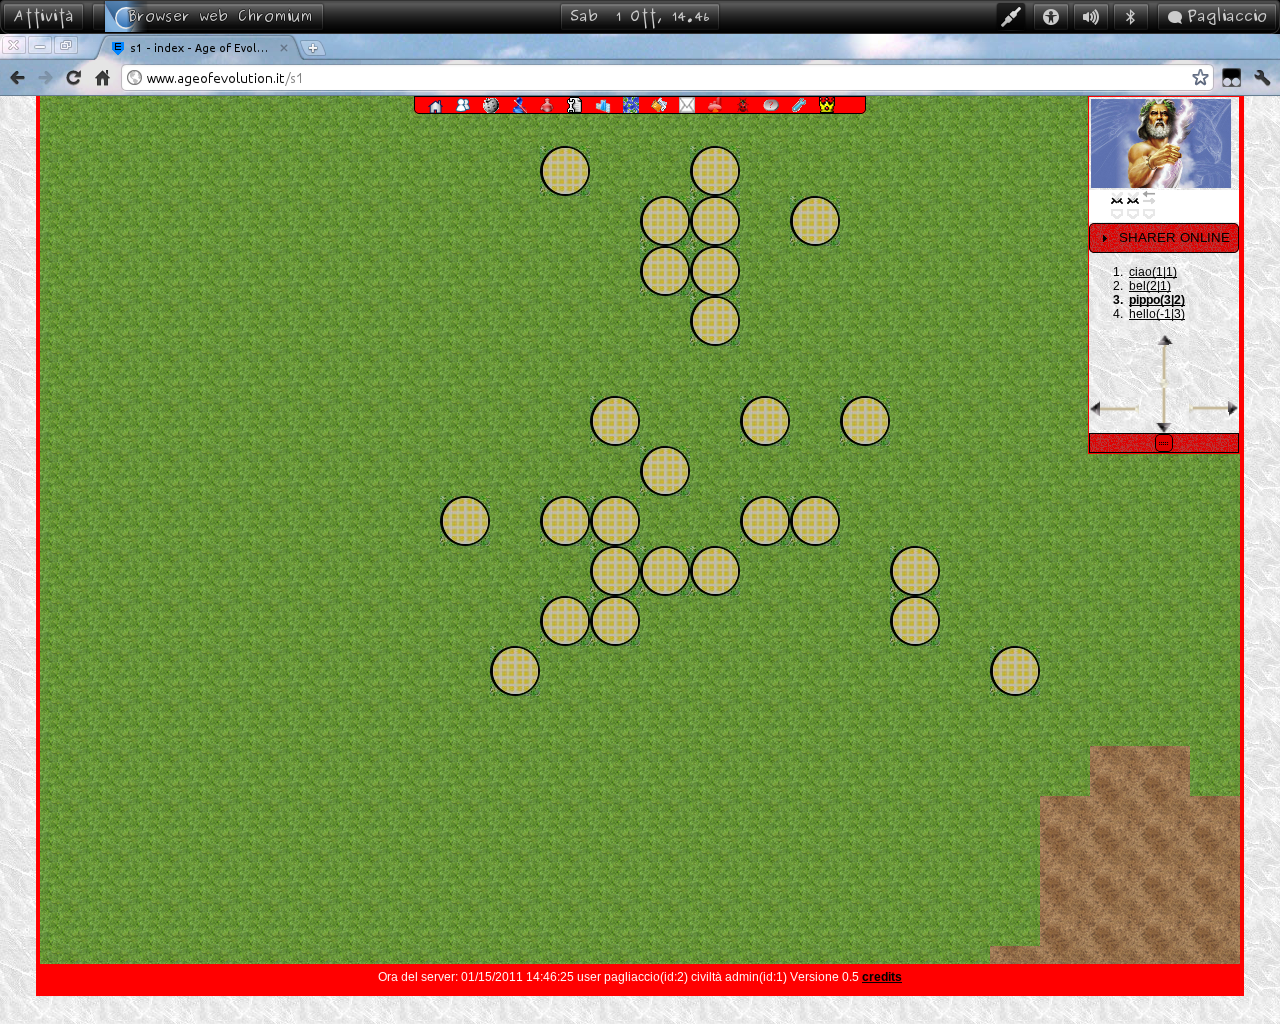 Attività
Browser web Chromium
Sab 1 Ott, 14.46
Pagliaccio
s1 - index - Age of Evol...
www.ageofevolution.it/s1
SHARER ONLINE
1. ciao(1|1)
2. bel(2|1)
3. pippo(3|2)
4. hello(-1|3)
Ora del server: 01/15/2011 14:46:25 user pagliaccio(id:2) civiltà admin(id:1) Versione 0.5 credits